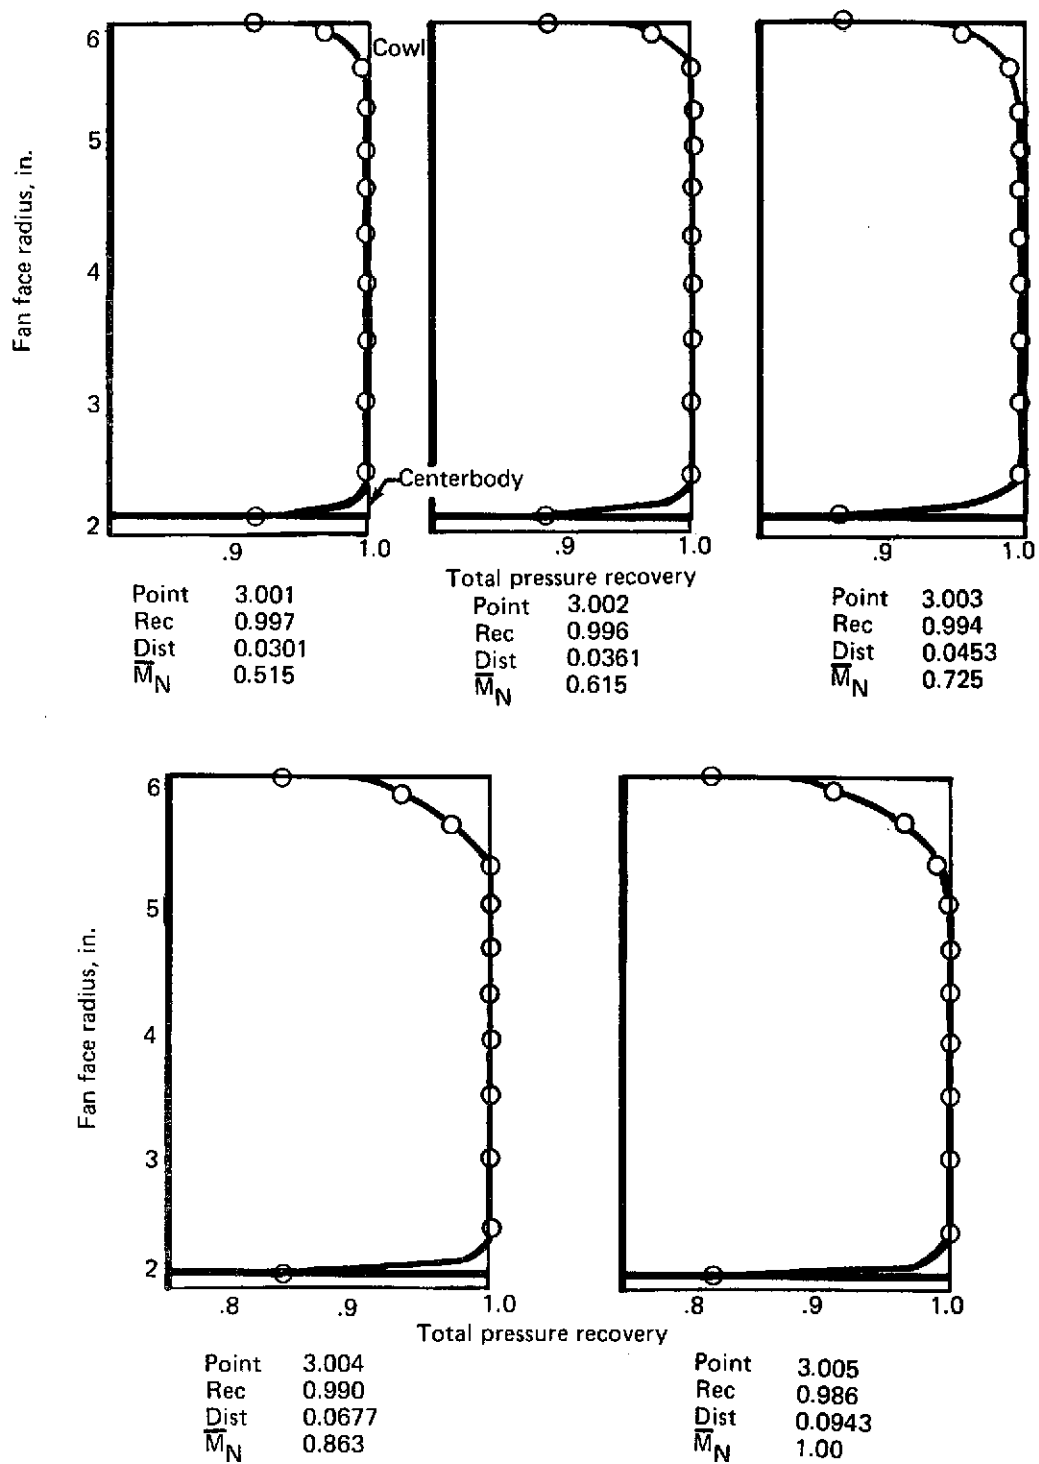 6
5
4
3
2
Fan face radius, in.
Cowl
Centerbody
.9 1.0
.9 1.0
.9 1.0
Total pressure recovery
Point 3.001
Rec 0.997
Dist 0.0301
M̅N 0.515
Point 3.002
Rec 0.996
Dist 0.0361
M̅N 0.615
Point 3.003
Rec 0.994
Dist 0.0453
M̅N 0.725
6
5
4
3
2
Fan face radius, in.
.8 .9 1.0
.8 .9 1.0
Total pressure recovery
Point 3.004
Rec 0.990
Dist 0.0677
M̅N 0.863
Point 3.005
Rec 0.986
Dist 0.0943
M̅N 1.00